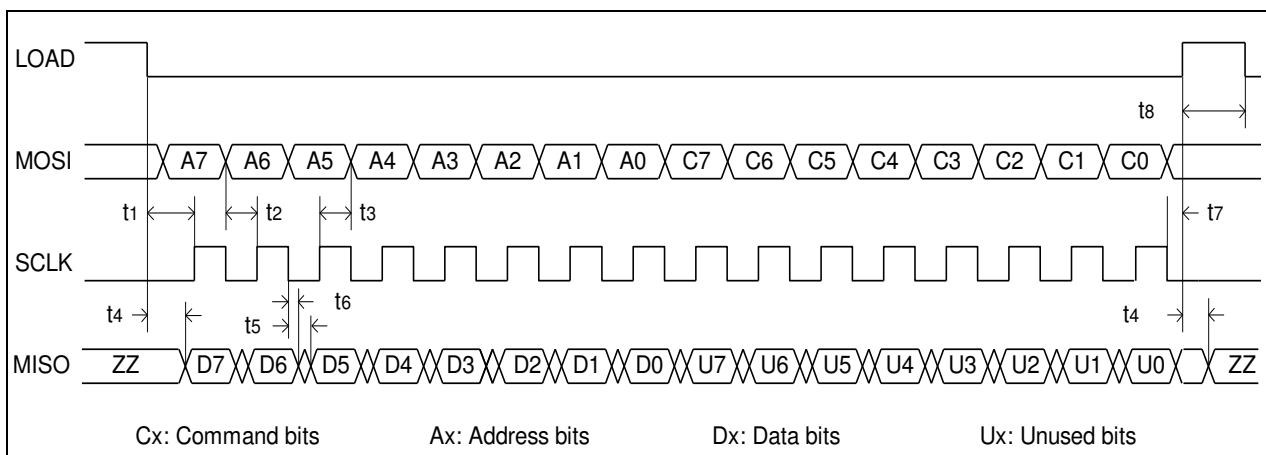 LOAD
t8
MOSI A7 A6 A5 A4 A3 A2 A1 A0 C7 C6 C5 C4 C3 C2 C1 C0
t1 t2 t3 t7
SCLK
t4 t5 t6 t4
MISO ZZ D7 D6 D5 D4 D3 D2 D1 D0 U7 U6 U5 U4 U3 U2 U1 U0 ZZ
Cx: Command bits Ax: Address bits Dx: Data bits Ux: Unused bits